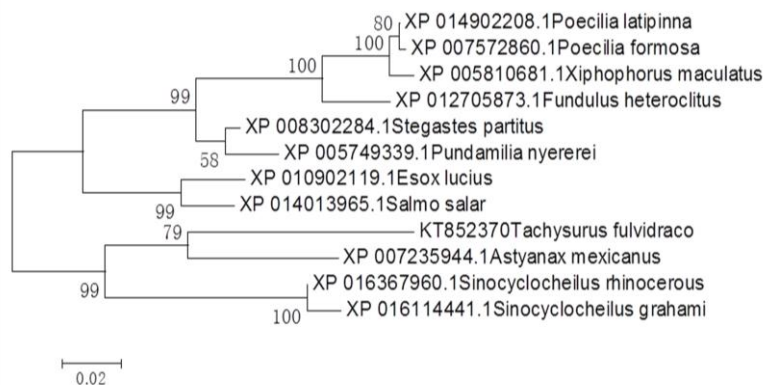 80 XP 014902208.1Poecilia latipinna
100 XP 007572860.1Poecilia formosa
100 XP 005810681.1Xiphophorus maculatus
99 XP 012705873.1Fundulus heteroclitus
XP 008302284.1Stegastes partitus
58 XP 005749339.1Pundamilia nyererei
XP 010902119.1Esox lucius
99 XP 014013965.1Salmo salar
79 KT852370Tachysurus fulvidraco
XP 007235944.1Astyanax mexicanus
99 XP 016367960.1Sinocyclocheilus rhinocerous
100 XP 016114441.1Sinocyclocheilus grahami
0.02